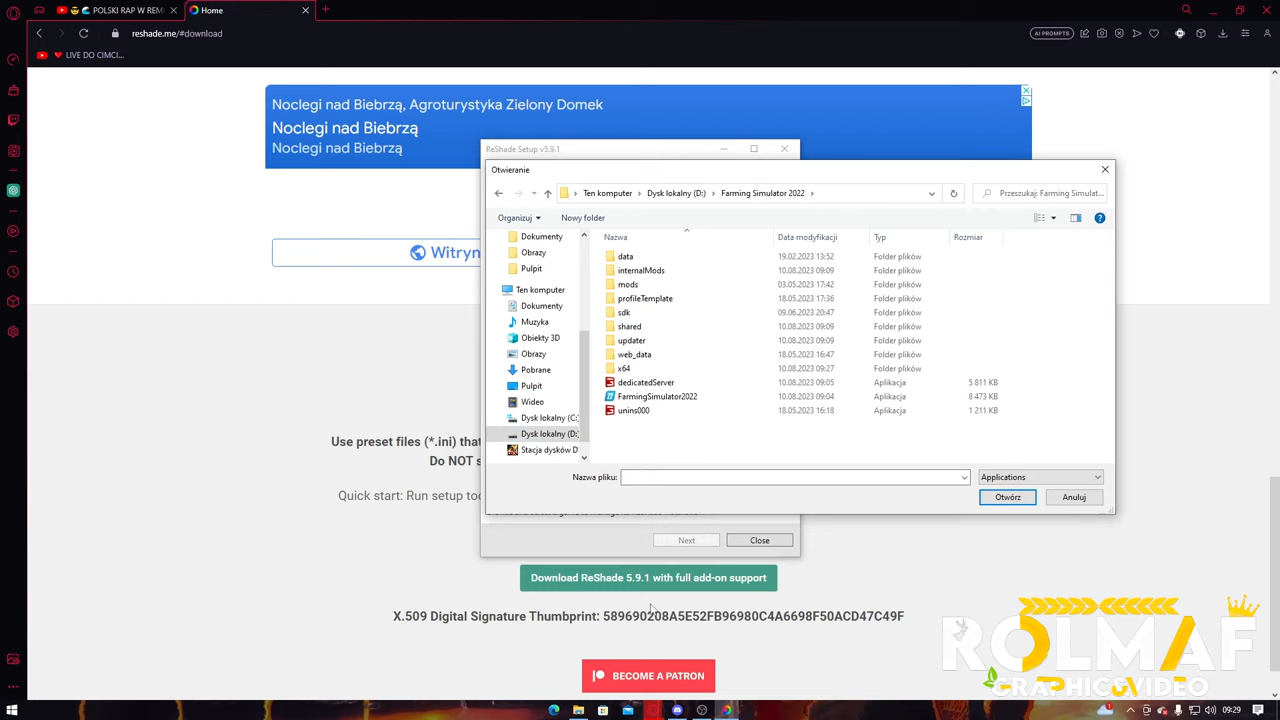 😎 🌊 POLSKI RAP W REMI
Home
reshade.me/#download
AI PROMPTS
LIVE DO CIMCI...
Noclegi nad Biebrzą, Agroturystyka Zielony Domek
Noclegi nad Biebrzą
Noclegi nad Biebrzą
Witryn
ReShade Setup v5.9.1
Otwieranie
Ten komputer
Dysk lokalny (D:)
Farming Simulator 2022
Przeszukaj: Farming Simulat...
Organizuj
New folder
Nazwa
Data modyfikacji
Typ
Rozmiar
Dokumenty
Obrazy
Pulpit
Ten komputer
Dokumenty
Muzyka
Obiekty 3D
Obrazy
Pobrane
Pulpit
Wideo
Dysk lokalny (C:
Dysk lokalny (D:
Stacja dysków D
data 19.02.2023 13:52 Folder plików
internalMods 10.08.2023 09:09 Folder plików
mods 03.05.2023 17:42 Folder plików
profileTemplate 18.05.2023 17:36 Folder plików
sdk 09.06.2023 20:47 Folder plików
shared 10.08.2023 09:09 Folder plików
updater 10.08.2023 09:09 Folder plików
web_data 18.05.2023 16:47 Folder plików
x64 10.08.2023 09:27 Folder plików
dedicatedServer 10.08.2023 09:05 Aplikacja 5 811 KB
FarmingSimulator2022 10.08.2023 09:04 Aplikacja 8 473 KB
unins000 18.05.2023 16:18 Aplikacja 1 211 KB
Nazwa pliku:
Applications
Otwórz
Anuluj
Use preset files (*.ini) that
Do NOT s
Quick start: Run setup too
Next
Close
Download ReShade 5.9.1 with full add-on support
X.509 Digital Signature Thumbprint: 589690208A5E52FB96980C4A6698F50ACD47C49F
BECOME A PATRON
ROLMAF
GRAPHIC&VIDEO
1
09:29